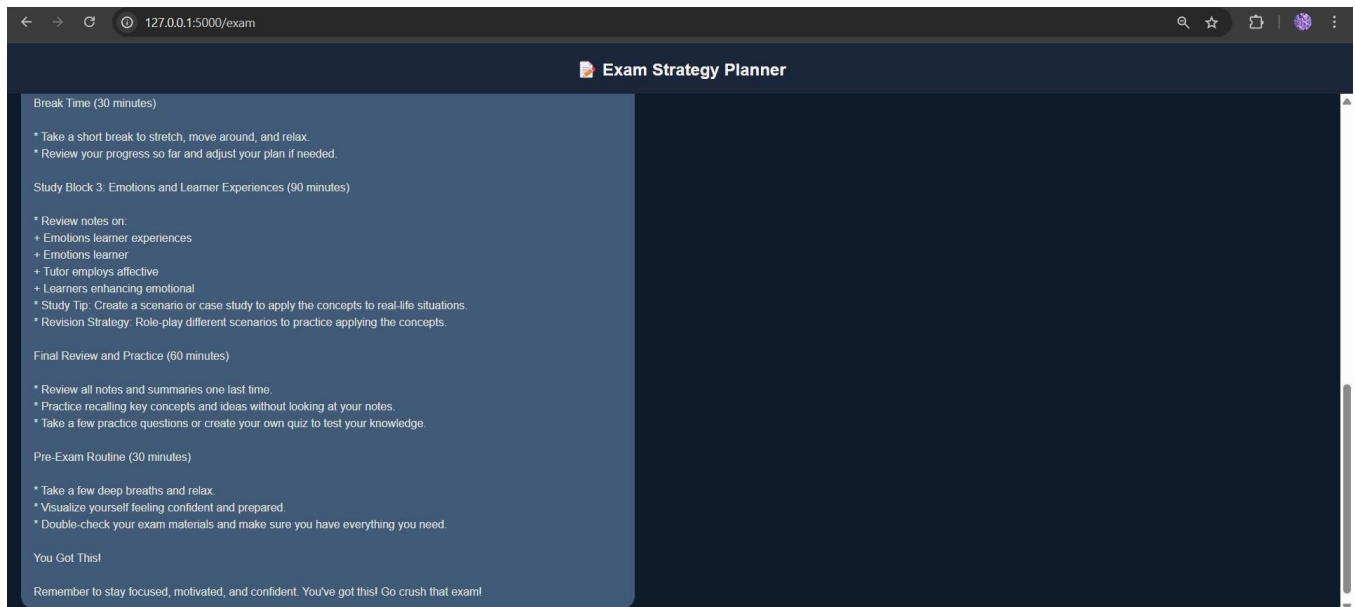 127.0.0.1:5000/exam
📝 Exam Strategy Planner
Break Time (30 minutes)
* Take a short break to stretch, move around, and relax.
* Review your progress so far and adjust your plan if needed.
Study Block 3: Emotions and Learner Experiences (90 minutes)
* Review notes on:
+ Emotions learner experiences
+ Emotions learner
+ Tutor employs affective
+ Learners enhancing emotional
* Study Tip: Create a scenario or case study to apply the concepts to real-life situations.
* Revision Strategy: Role-play different scenarios to practice applying the concepts.
Final Review and Practice (60 minutes)
* Review all notes and summaries one last time.
* Practice recalling key concepts and ideas without looking at your notes.
* Take a few practice questions or create your own quiz to test your knowledge.
Pre-Exam Routine (30 minutes)
* Take a few deep breaths and relax.
* Visualize yourself feeling confident and prepared.
* Double-check your exam materials and make sure you have everything you need.
You Got This!
Remember to stay focused, motivated, and confident. You've got this! Go crush that exam!